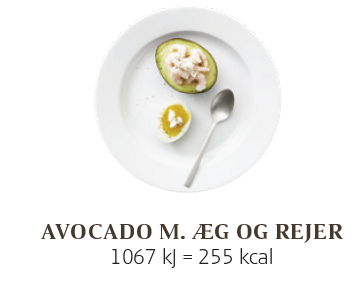 AVOCADO M. ÆG OG REJER
1067 kJ = 255 kcal